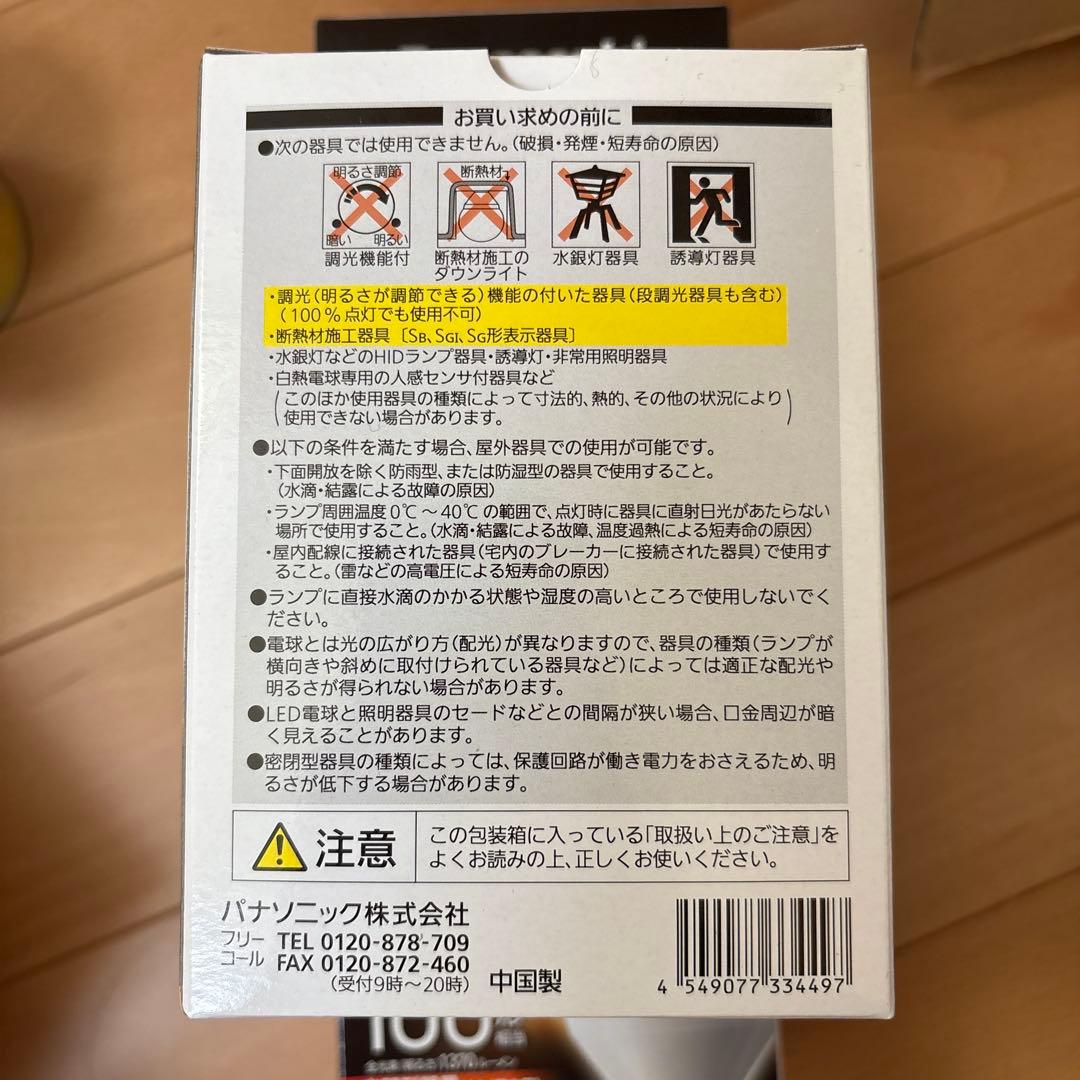 お買い求めの前に
●次の器具では使用できません。(破損・発煙・短寿命の原因)
明るさ調節
暗い 明るい
調光機能付
断熱材
断熱材施工の
ダウンライト
水銀灯器具
誘導灯器具
・調光(明るさが調節できる)機能の付いた器具(段調光器具も含む)
(100%点灯でも使用不可)
・断熱材施工器具〔SB、SGI、SG形表示器具〕
・水銀灯などのHIDランプ器具・誘導灯・非常用照明器具
・白熱電球専用の人感センサ付器具など
(このほか使用器具の種類によって寸法的、熱的、その他の状況により
使用できない場合があります。)
●以下の条件を満たす場合、屋外器具での使用が可能です。
・下面開放を除く防雨型、または防湿型の器具で使用すること。
(水滴・結露による故障の原因)
・ランプ周囲温度0℃~40℃の範囲で、点灯時に器具に直射日光があたらない
場所で使用すること。(水滴・結露による故障、温度過熱による短寿命の原因)
・屋内配線に接続された器具(宅内のブレーカーに接続された器具)で使用す
ること。(雷などの高電圧による短寿命の原因)
●ランプに直接水滴のかかる状態や湿度の高いところで使用しないでく
ださい。
●電球とは光の広がり方(配光)が異なりますので、器具の種類(ランプが
横向きや斜めに取付けられている器具など)によっては適正な配光や
明るさが得られない場合があります。
●LED電球と照明器具のセードなどとの間隔が狭い場合、口金周辺が暗
く見えることがあります。
●密閉型器具の種類によっては、保護回路が働き電力をおさえるため、明
るさが低下する場合があります。
注意
この包装箱に入っている「取扱い上のご注意」を
よくお読みの上、正しくお使いください。
パナソニック株式会社
フリー
コール
TEL 0120-878-709
FAX 0120-872-460
(受付9時~20時)
中国製
4 549077 334497
100